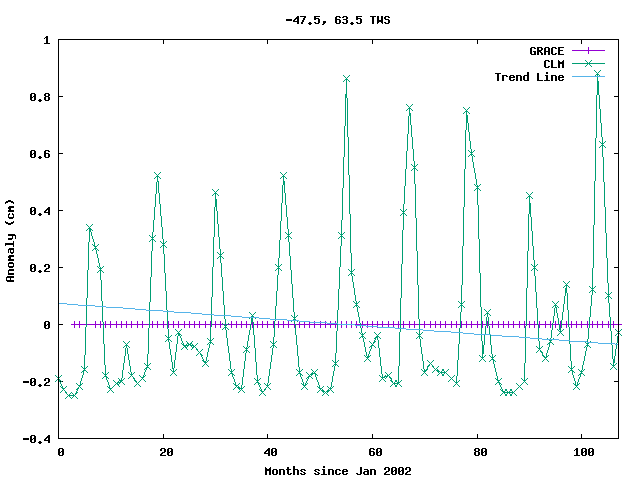 -47.5, 63.5 TWS
GRACE
CLM
Trend Line
1
0.8
0.6
0.4
0.2
0
-0.2
-0.4
Anomaly (cm)
0 20 40 60 80 100
Months since Jan 2002